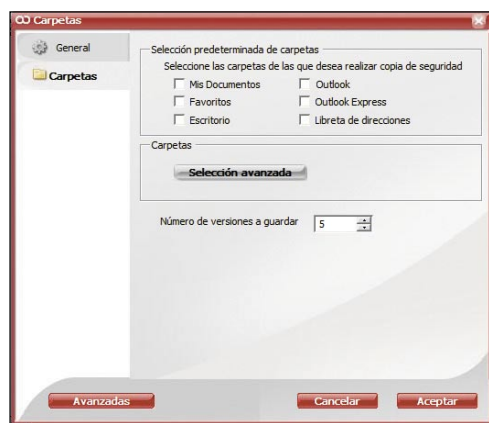 Carpetas
General
Carpetas
Selección predeterminada de carpetas
Seleccione las carpetas de las que desea realizar copia de seguridad
Mis Documentos
Outlook
Favoritos
Outlook Express
Escritorio
Libreta de direcciones
Carpetas
Selección avanzada
Número de versiones a guardar 5
Avanzadas
Cancelar
Aceptar